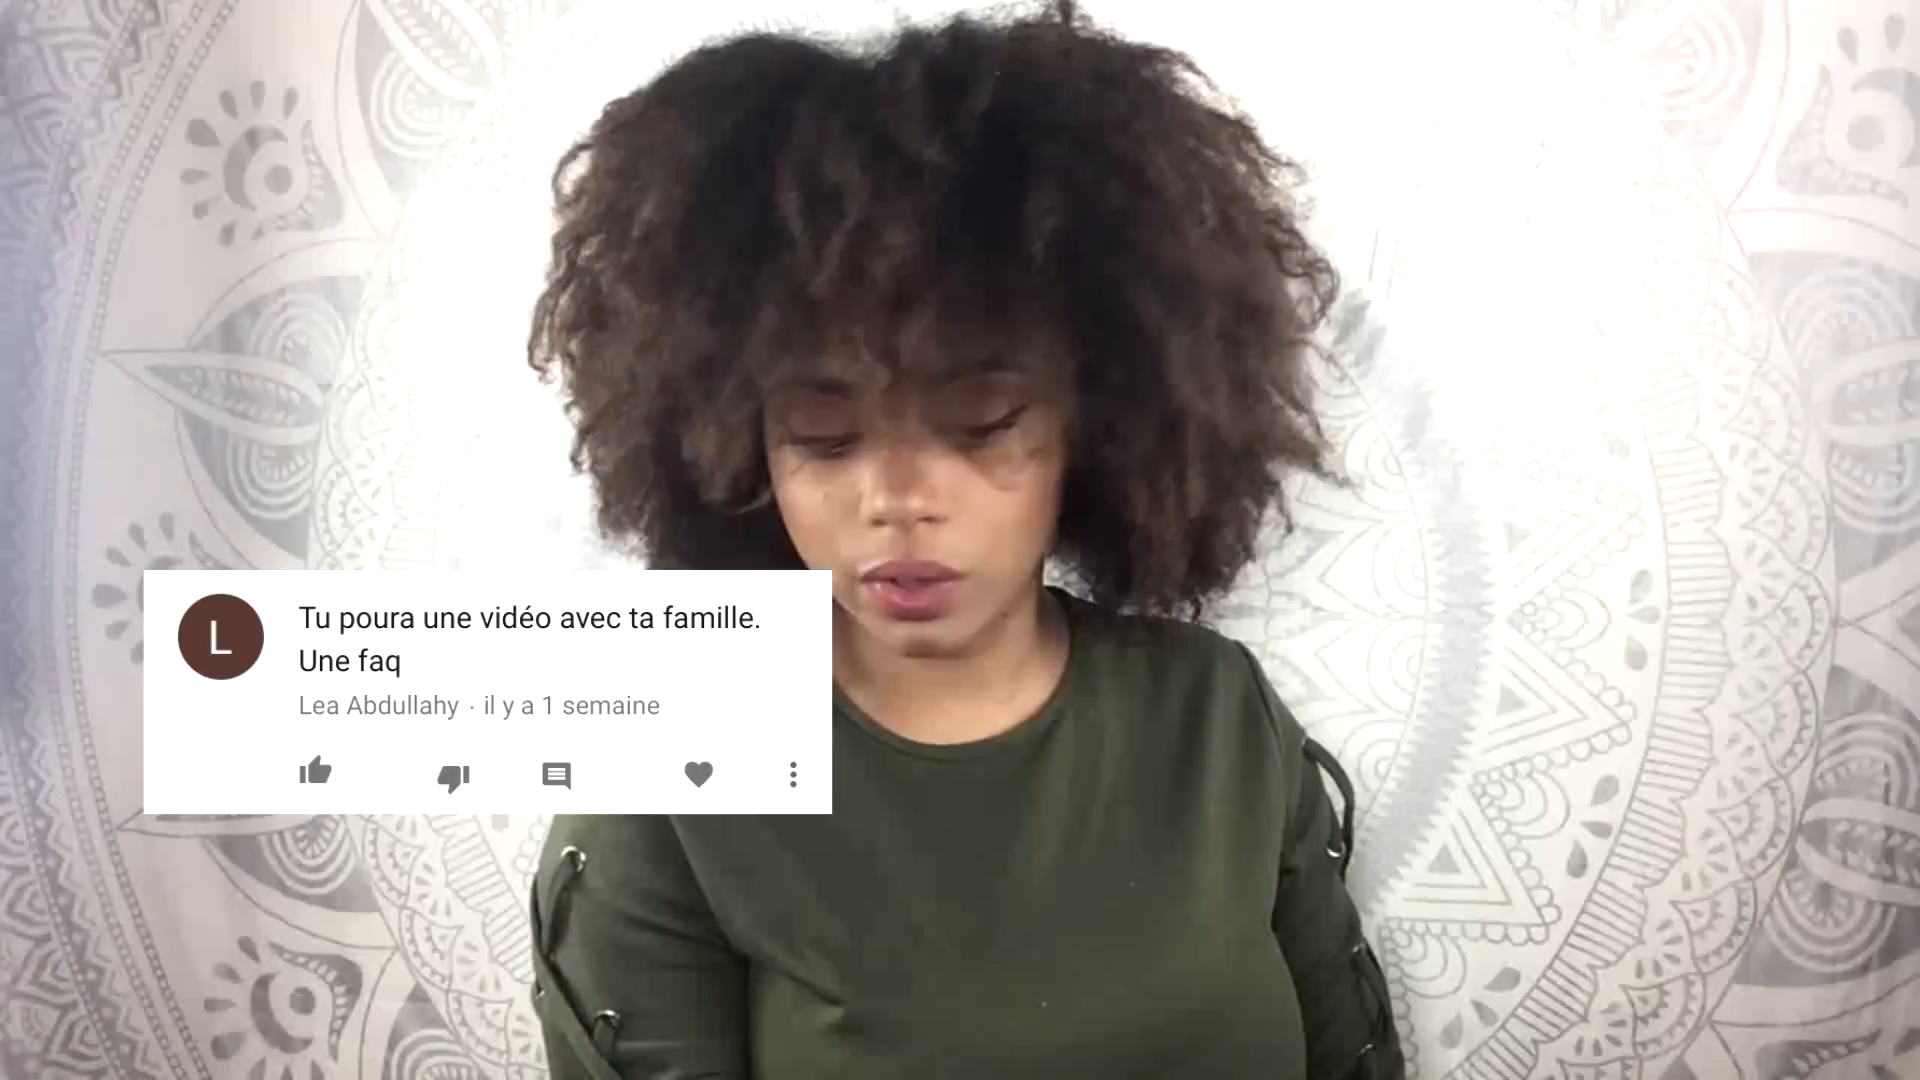 L
Tu poura une vidéo avec ta famille.
Une faq
Lea Abdullahy · il y a 1 semaine